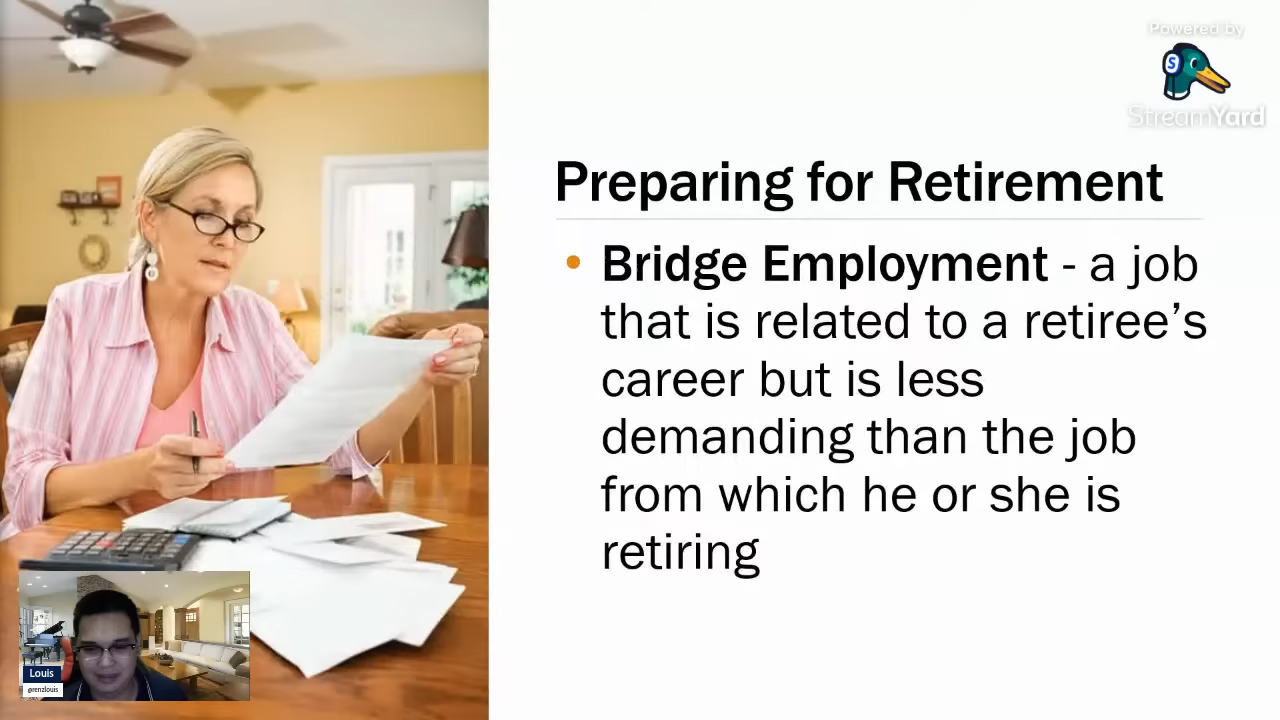 Powered by
S
StreamYard
Preparing for Retirement
• Bridge Employment - a job
that is related to a retiree’s
career but is less
demanding than the job
from which he or she is
retiring
Louis
@renzlouis